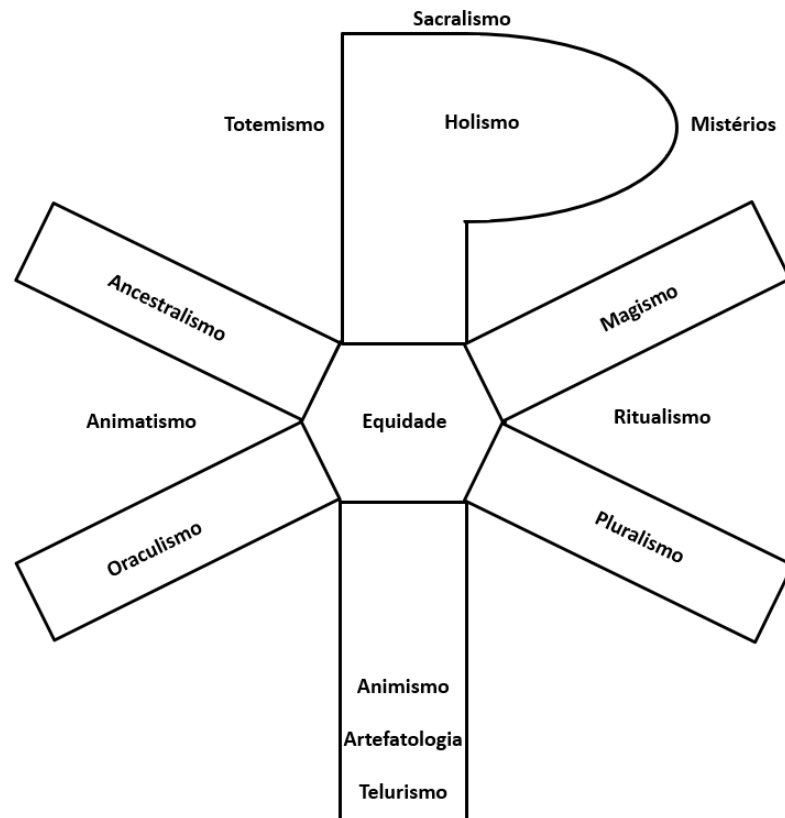 Sacralismo
Totemismo
Holismo
Mistérios
Ancestralismo
Magismo
Animatismo
Equidade
Ritualismo
Oraculismo
Pluralismo
Animismo
Artefatologia
Telurismo